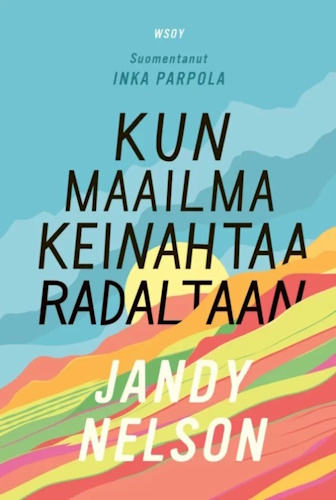 WSOY
Suomentanut
INKA PARPOLA
KUN
MAAILMA
KEINAHTAA
RADALTAAN
JANDY
NELSON